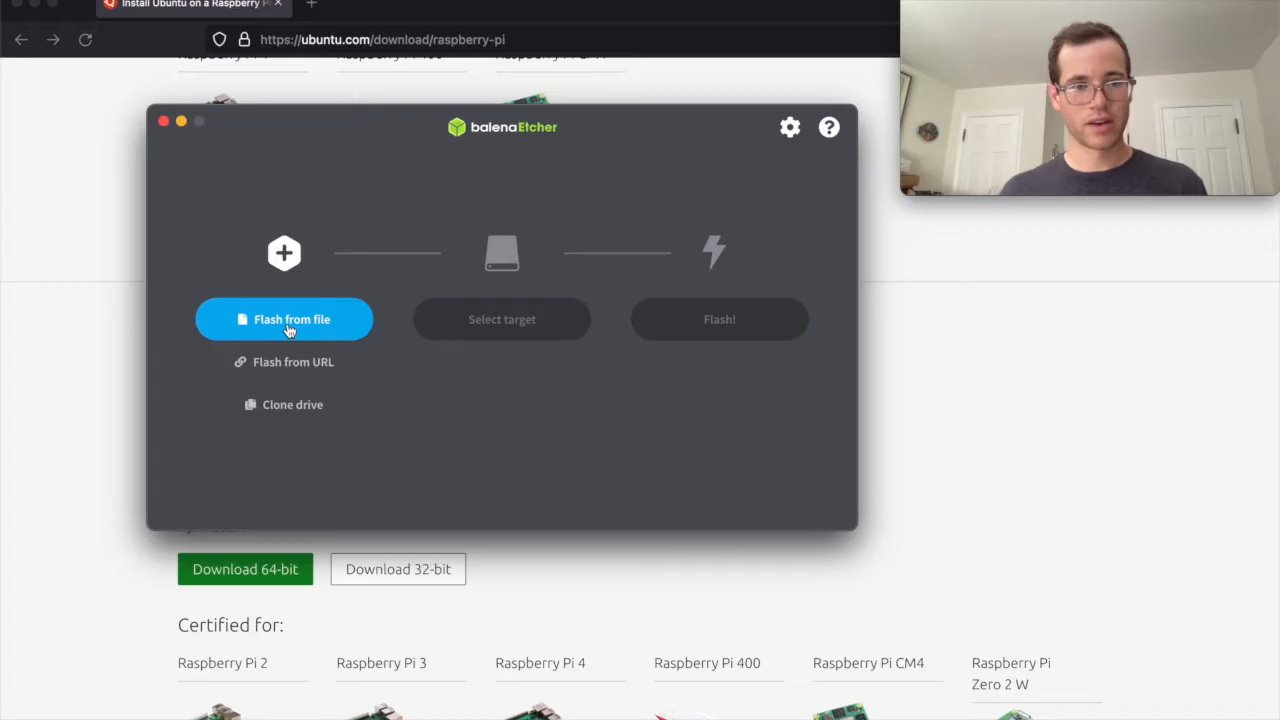 Install Ubuntu on a Raspberry P
https://ubuntu.com/download/raspberry-pi
balenaEtcher
Flash from file
Select target
Flash!
Flash from URL
Clone drive
Download 64-bit
Download 32-bit
Certified for:
Raspberry Pi 2
Raspberry Pi 3
Raspberry Pi 4
Raspberry Pi 400
Raspberry Pi CM4
Raspberry Pi
Zero 2 W